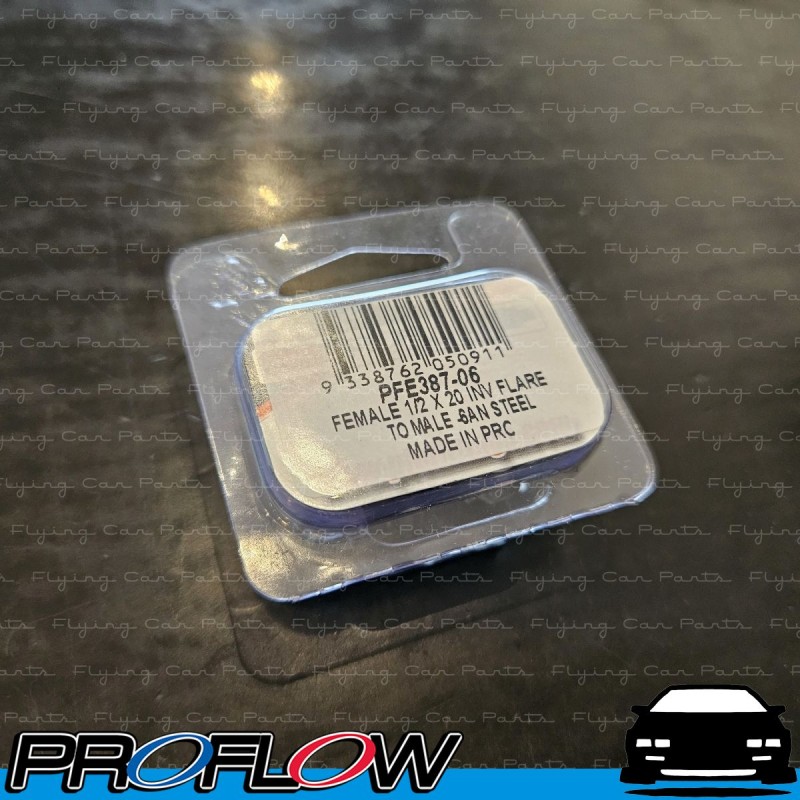 Flying Car Parts
9 338762 050911
PFE387-06
FEMALE 1/2 X 20 INV FLARE
TO MALE -6AN STEEL
MADE IN PRC
PROFLOW